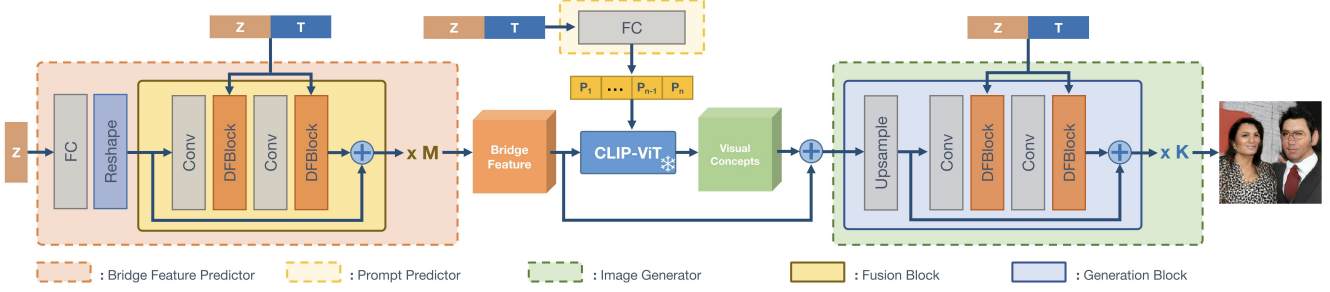 Z T
Z T
FC
Z T
P1 ... Pn-1 Pn
Z
FC
Reshape
Conv
DFBlock
Conv
DFBlock
x M
Bridge
Feature
CLIP-ViT
Visual
Concepts
Upsample
Conv
DFBlock
Conv
DFBlock
x K
: Bridge Feature Predictor
: Prompt Predictor
: Image Generator
: Fusion Block
: Generation Block